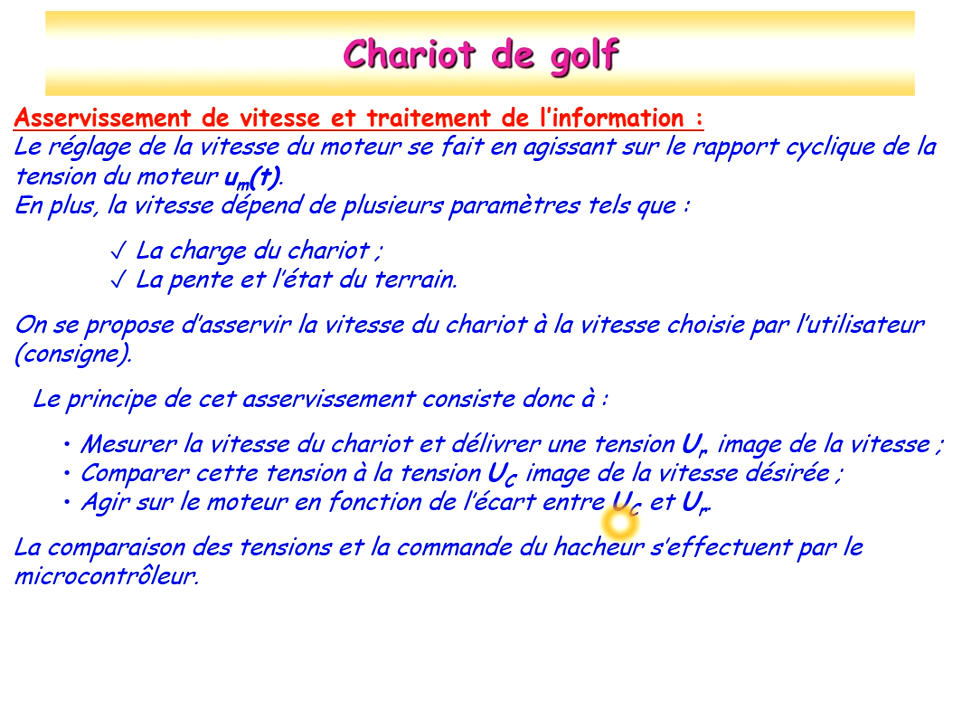 Chariot de golf
Asservissement de vitesse et traitement de l'information :
Le réglage de la vitesse du moteur se fait en agissant sur le rapport cyclique de la
tension du moteur um(t).
En plus, la vitesse dépend de plusieurs paramètres tels que :
✓ La charge du chariot ;
✓ La pente et l'état du terrain.
On se propose d'asservir la vitesse du chariot à la vitesse choisie par l'utilisateur
(consigne).
Le principe de cet asservissement consiste donc à :
• Mesurer la vitesse du chariot et délivrer une tension Ur image de la vitesse ;
• Comparer cette tension à la tension UC image de la vitesse désirée ;
• Agir sur le moteur en fonction de l'écart entre UC et Ur.
La comparaison des tensions et la commande du hacheur s'effectuent par le
microcontrôleur.